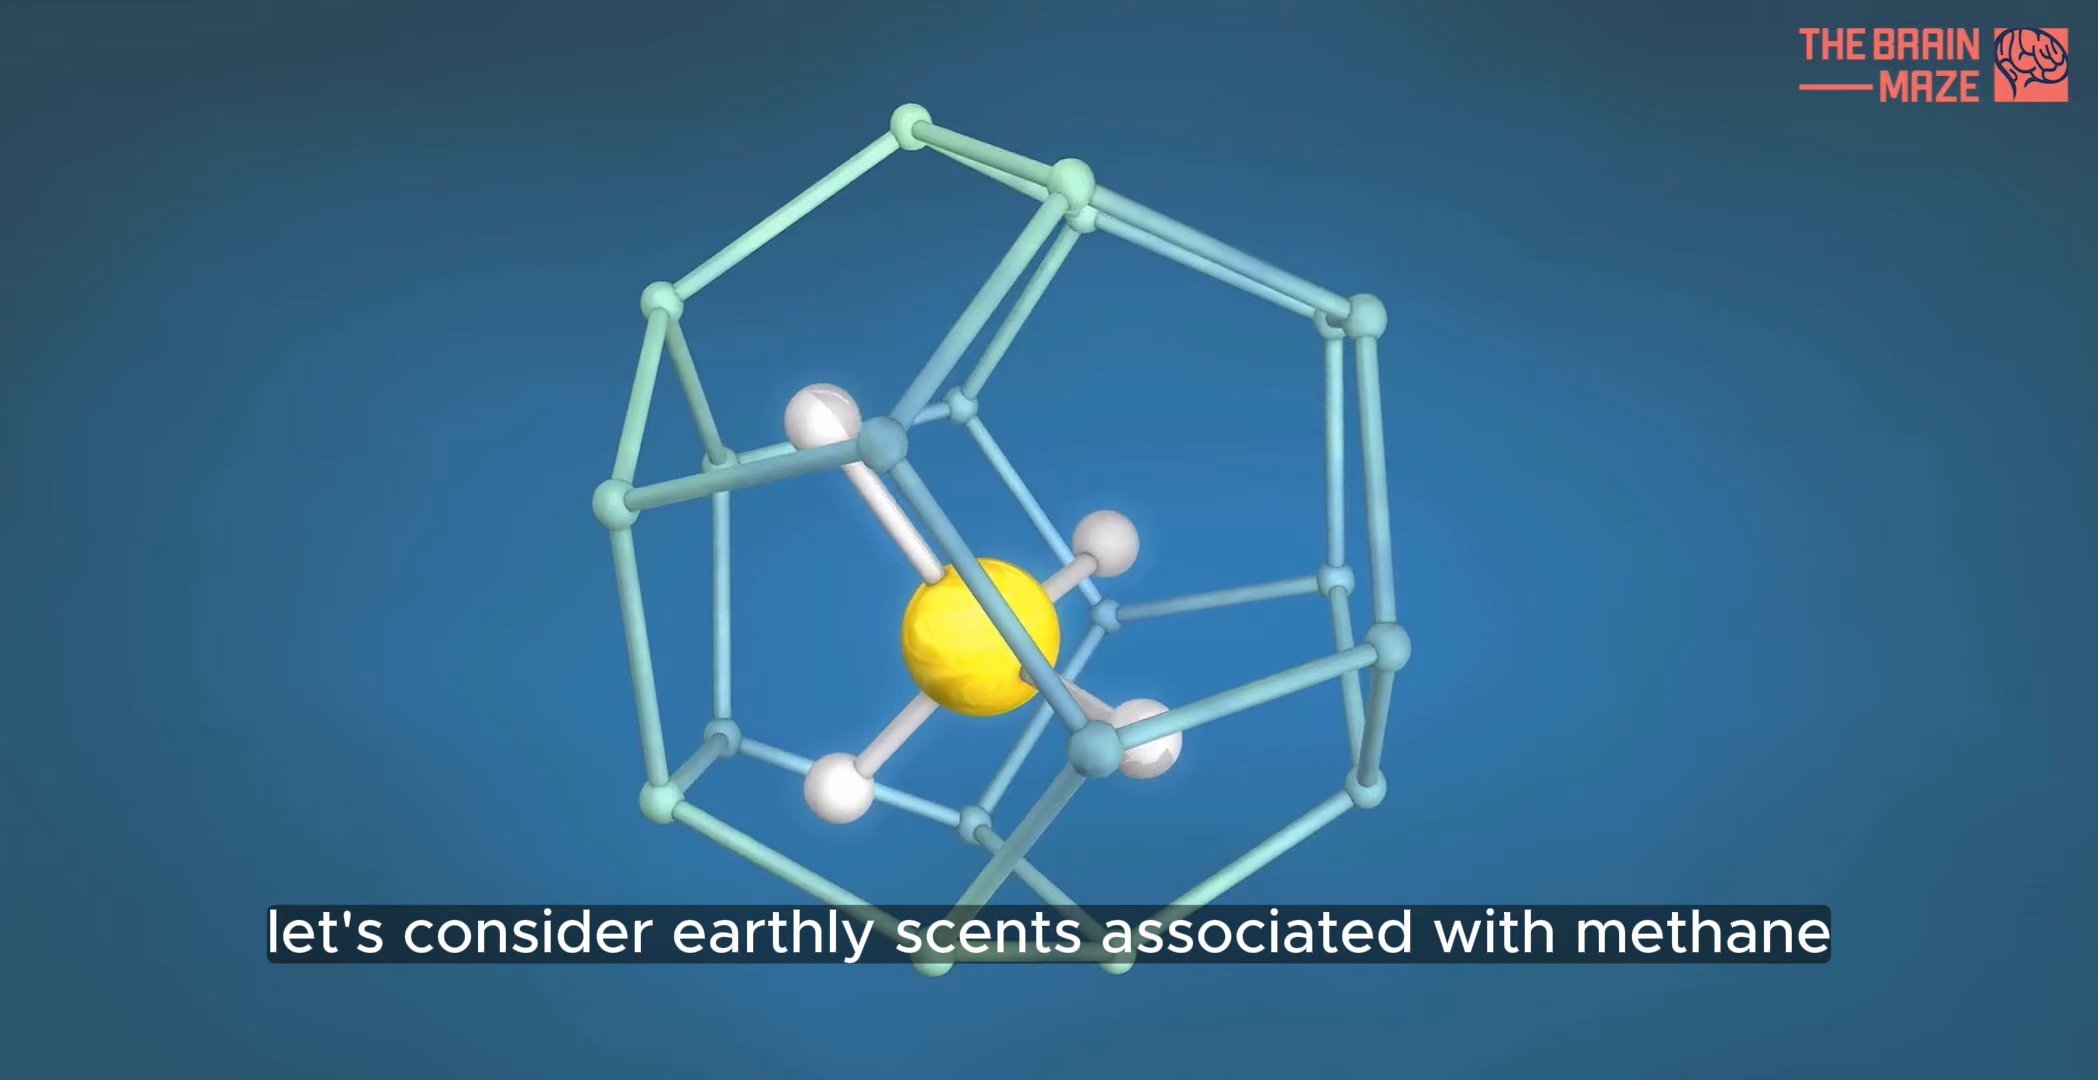 THE BRAIN
MAZE
let's consider earthly scents associated with methane